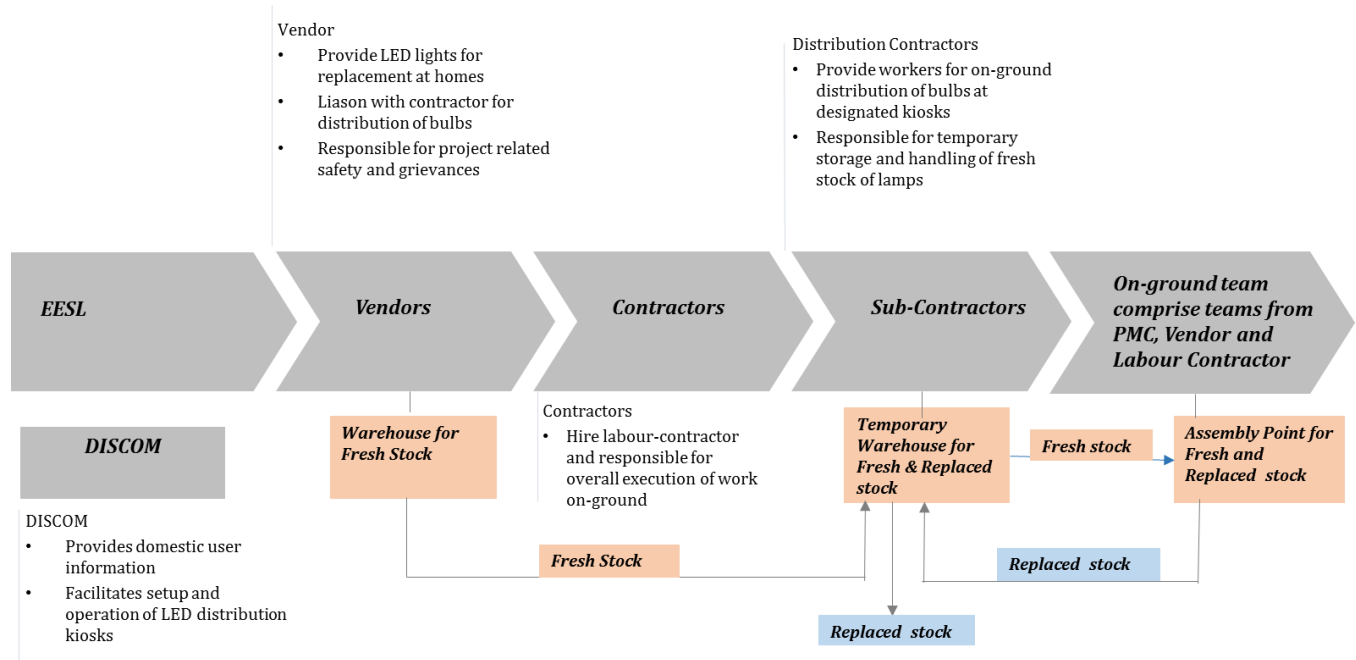 Vendor
• Provide LED lights for
replacement at homes
• Liason with contractor for
distribution of bulbs
• Responsible for project related
safety and grievances
Distribution Contractors
• Provide workers for on-ground
distribution of bulbs at
designated kiosks
• Responsible for temporary
storage and handling of fresh
stock of lamps
EESL
Vendors
Contractors
Sub-Contractors
On-ground team
comprise teams from
PMC, Vendor and
Labour Contractor
DISCOM
Warehouse for
Fresh Stock
Contractors
• Hire labour-contractor
and responsible for
overall execution of work
on-ground
Temporary
Warehouse for
Fresh & Replaced
stock
Fresh stock
Assembly Point for
Fresh and
Replaced stock
DISCOM
• Provides domestic user
information
• Facilitates setup and
operation of LED distribution
kiosks
Fresh Stock
Replaced stock
Replaced stock